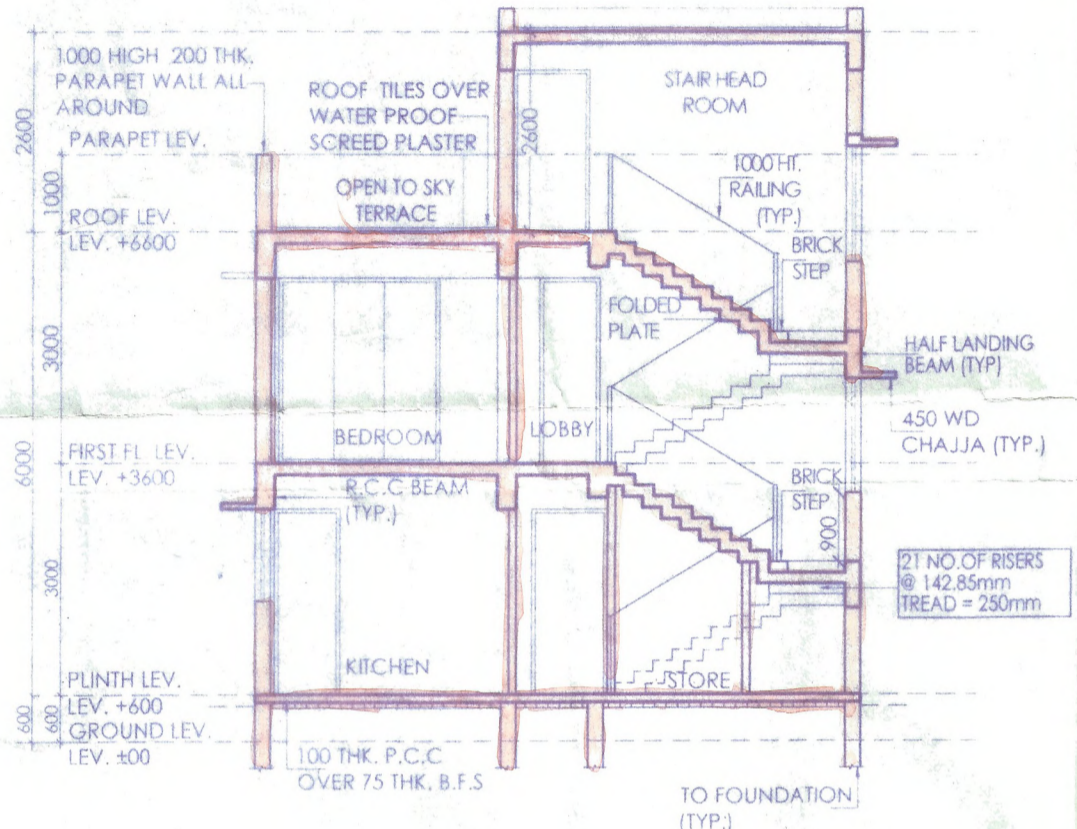 1000 HIGH 200 THK.
PARAPET WALL ALL
AROUND
PARAPET LEV.
ROOF TILES OVER
WATER PROOF
SCREED PLASTER
OPEN TO SKY
TERRACE
STAIR HEAD
ROOM
2600
2600
1000 HT.
RAILING
(TYP.)
1000
ROOF LEV.
LEV. +6600
BRICK
STEP
FOLDED
PLATE
HALF LANDING
BEAM (TYP)
3000
450 WD
CHAJJA (TYP.)
BEDROOM
LOBBY
6000
FIRST FL. LEV.
LEV. +3600
R.C.C BEAM
(TYP.)
BRICK
STEP
900
21 NO.OF RISERS
@ 142.85mm
TREAD = 250mm
3000
KITCHEN
STORE
PLINTH LEV.
LEV. +600
GROUND LEV.
LEV. ±00
600
600
100 THK. P.C.C
OVER 75 THK. B.F.S
TO FOUNDATION
(TYP.)